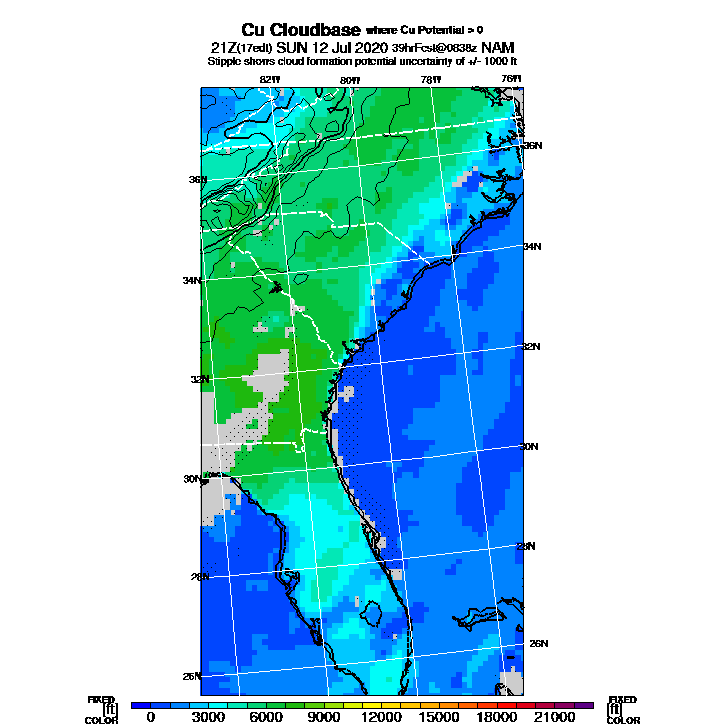 Cu Cloudbase where Cu Potential > 0
21Z(17edt) SUN 12 Jul 2020 39hrFcst@0838z NAM
Stipple shows cloud formation potential uncertainty of +/- 1000 ft
82W 80W 78W 76W
36N
36N
34N
34N
32N
32N
30N
30N
28N
28N
26N
26N
FIXED FIXED
[ft] 0 3000 6000 9000 12000 15000 18000 21000 [ft]
COLOR COLOR